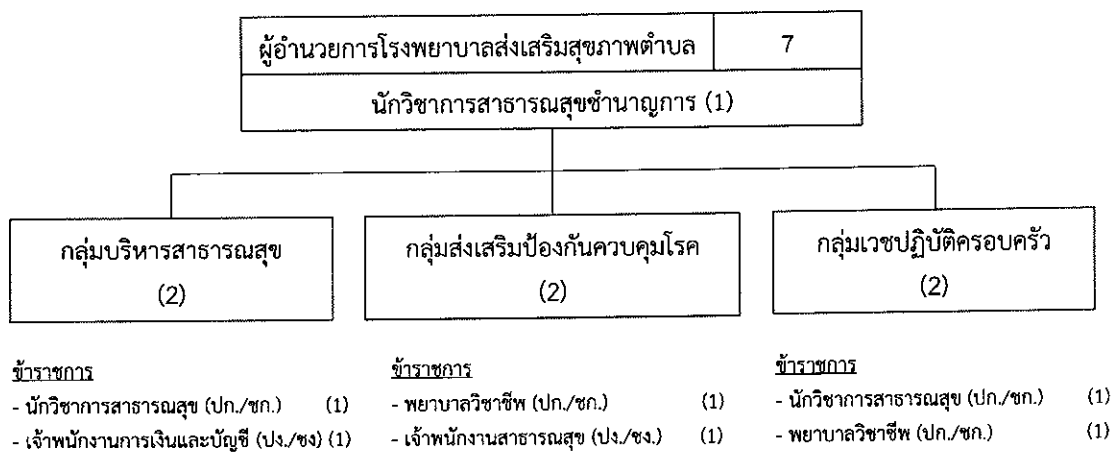 ผู้อำนวยการโรงพยาบาลส่งเสริมสุขภาพตำบล 7
นักวิชาการสาธารณสุขชำนาญการ (1)
กลุ่มบริหารสาธารณสุข
(2)
กลุ่มส่งเสริมป้องกันควบคุมโรค
(2)
กลุ่มเวชปฏิบัติครอบครัว
(2)
ข้าราชการ
- นักวิชาการสาธารณสุข (ปก./ชก.) (1)
- เจ้าพนักงานการเงินและบัญชี (ปง./ชง) (1)
ข้าราชการ
- พยาบาลวิชาชีพ (ปก./ชก.) (1)
- เจ้าพนักงานสาธารณสุข (ปง./ชง.) (1)
ข้าราชการ
- นักวิชาการสาธารณสุข (ปก./ชก.) (1)
- พยาบาลวิชาชีพ (ปก./ชก.) (1)